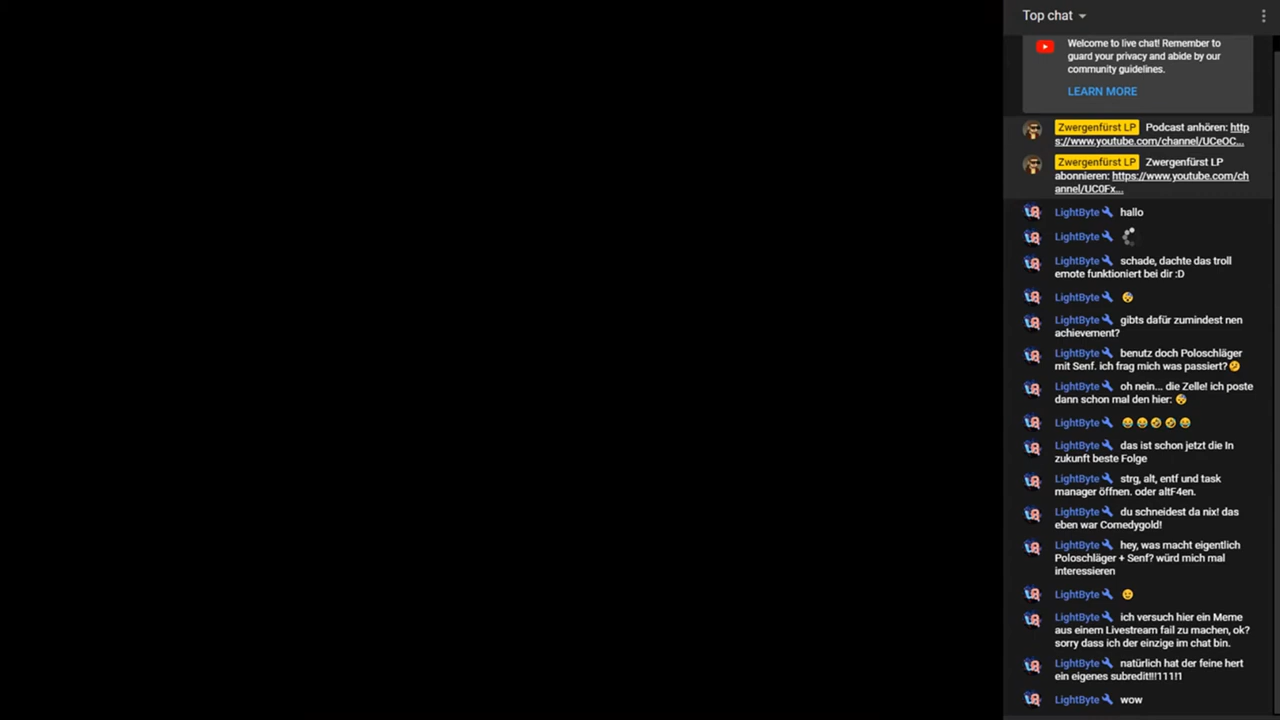 Top chat
Welcome to live chat! Remember to
guard your privacy and abide by our
community guidelines.
LEARN MORE
Zwergenfürst LP Podcast anhören: http
s://www.youtube.com/channel/UCeOC...
Zwergenfürst LP Zwergenfürst LP
abonnieren: https://www.youtube.com/ch
annel/UC0Fx...
LightByte hallo
LightByte
LightByte schade, dachte das troll
emote funktioniert bei dir :D
LightByte 🤯
LightByte gibts dafür zumindest nen
achievement?
LightByte benutz doch Poloschläger
mit Senf. ich frag mich was passiert?🤔
LightByte oh nein... die Zelle! ich poste
dann schon mal den hier: 🤯
LightByte 😂😂🤣🤣😂
LightByte das ist schon jetzt die In
zukunft beste Folge
LightByte strg, alt, entf und task
manager öffnen. oder altF4en.
LightByte du schneidest da nix! das
eben war Comedygold!
LightByte hey, was macht eigentlich
Poloschläger + Senf? würd mich mal
interessieren
LightByte 😉
LightByte ich versuch hier ein Meme
aus einem Livestream fail zu machen, ok?
sorry dass ich der einzige im chat bin.
LightByte natürlich hat der feine hert
ein eigenes subredit!!!111!1
LightByte wow